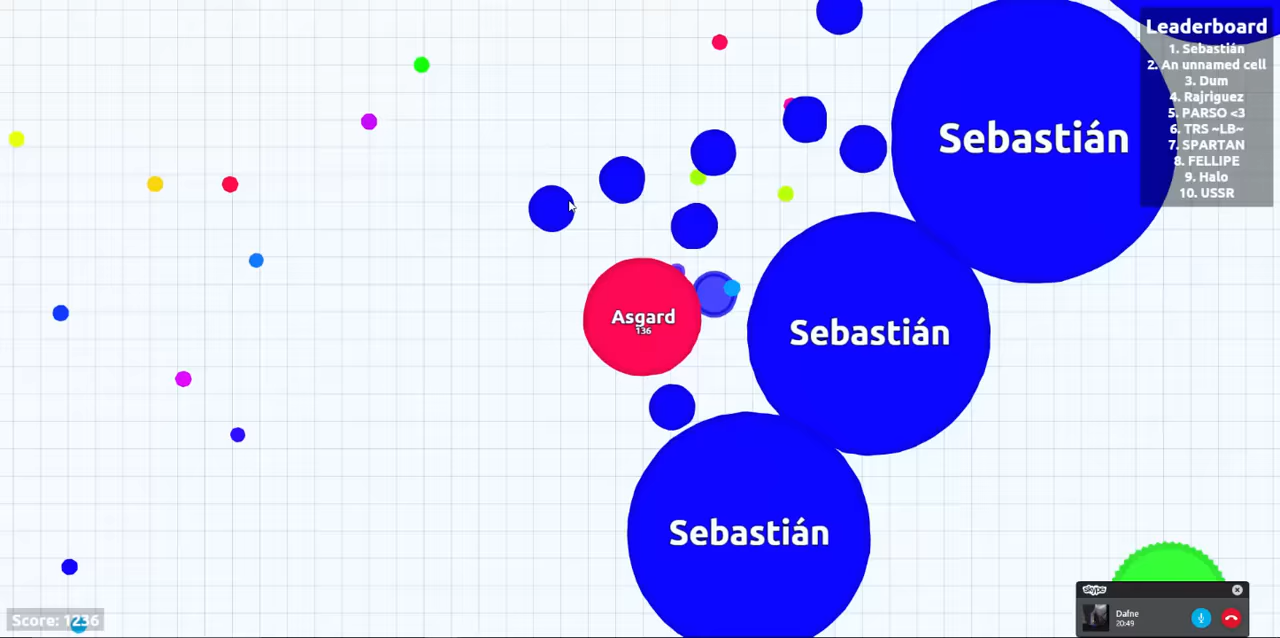 Leaderboard
1. Sebastián
2. An unnamed cell
3. Dum
4. Rajriguez
5. PARSO <3
6. TRS ~LB~
7. SPARTAN
8. FELLIPE
9. Halo
10. USSR
Sebastián
Asgard
136
Sebastián
Sebastián
Score: 1236
skype
Dafne
20:49